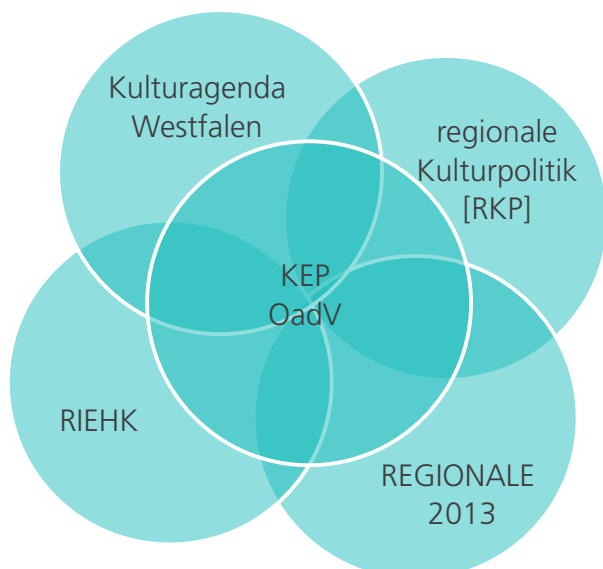 Kulturagenda
Westfalen
regionale
Kulturpolitik
[RKP]
KEP
OadV
RIEHK
REGIONALE
2013